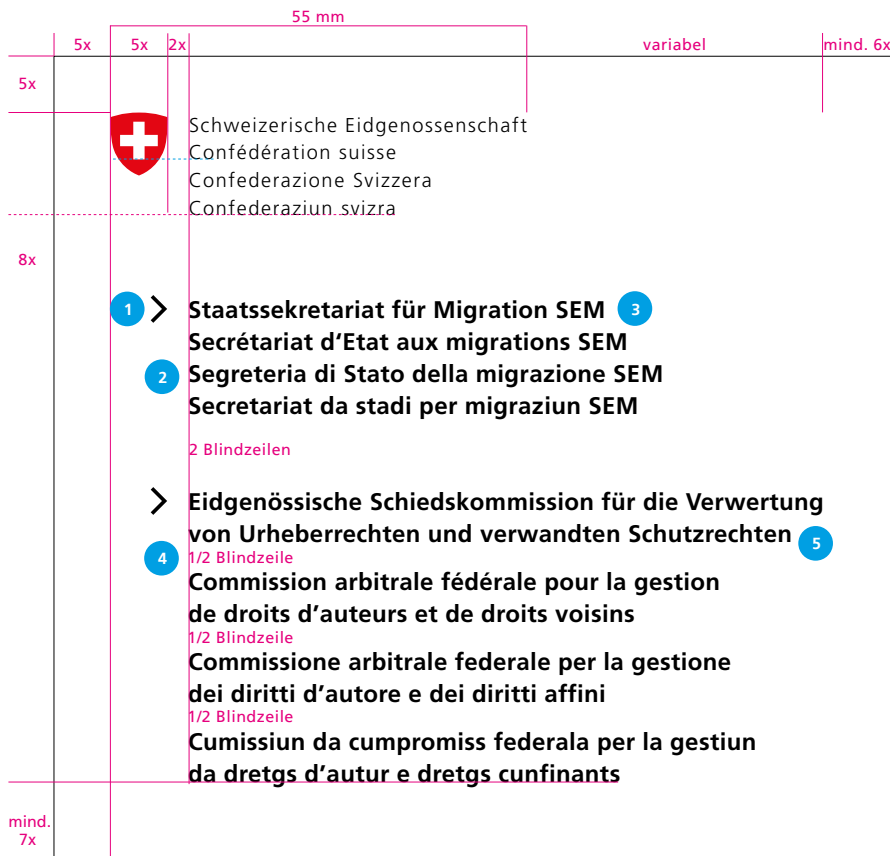 55 mm
5x 5x 2x variabel mind. 6x
5x
Schweizerische Eidgenossenschaft
Confédération suisse
Confederazione Svizzera
Confederaziun svizra
8x
1 Staatssekretariat für Migration SEM 3
Secrétariat d'Etat aux migrations SEM
2 Segreteria di Stato della migrazione SEM
Secretariat da stadi per migraziun SEM
2 Blindzeilen
Eidgenössische Schiedskommission für die Verwertung
von Urheberrechten und verwandten Schutzrechten 5
4 1/2 Blindzeile
Commission arbitrale fédérale pour la gestion
de droits d’auteurs et de droits voisins
1/2 Blindzeile
Commissione arbitrale federale per la gestione
dei diritti d’autore e dei diritti affini
1/2 Blindzeile
Cumissiun da cumpromiss federala per la gestiun
da dretgs d’autur e dretgs cunfinants
mind.
7x